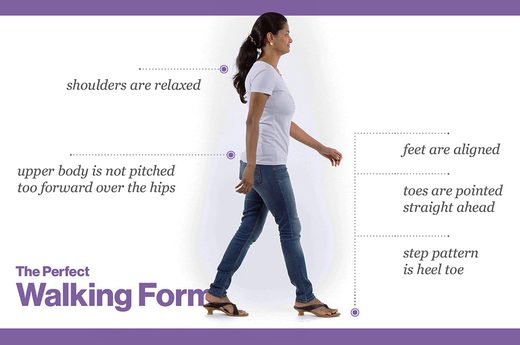 shoulders are relaxed
upper body is not pitched
too forward over the hips
feet are aligned
toes are pointed
straight ahead
step pattern
is heel toe
The Perfect
Walking Form